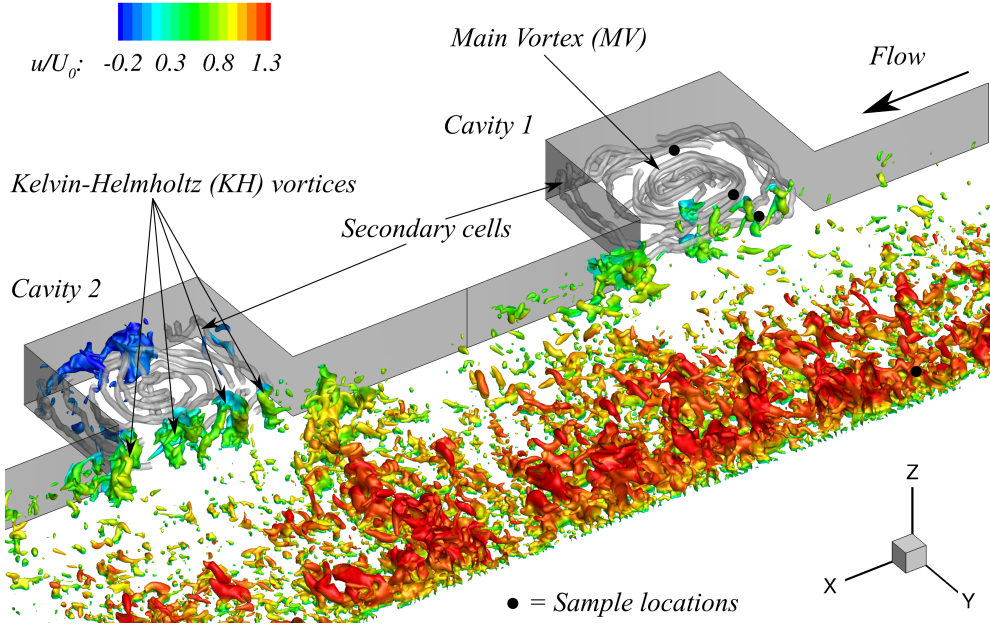 u/U0: -0.2 0.3 0.8 1.3
Main Vortex (MV)
Flow
Cavity 1
Kelvin-Helmholtz (KH) vortices
Secondary cells
Cavity 2
Z
X
Y
= Sample locations